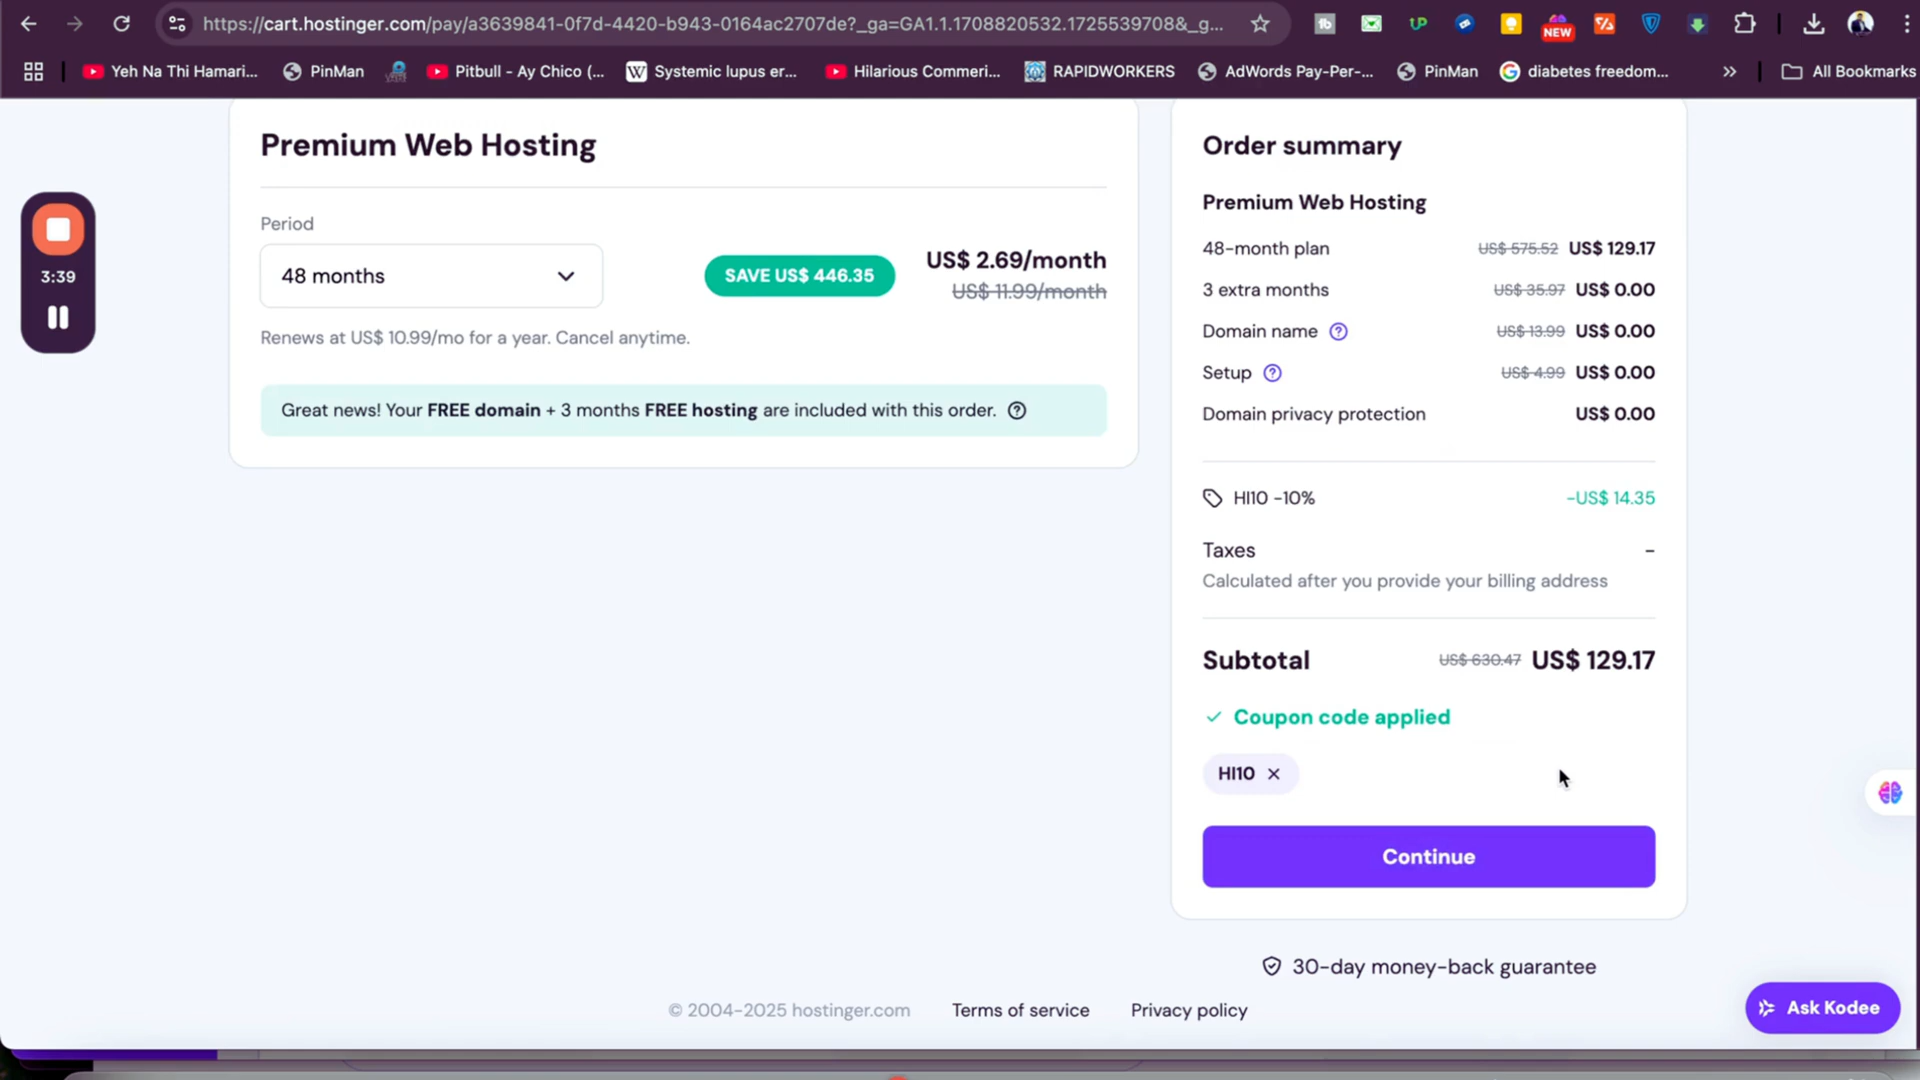 https://cart.hostinger.com/pay/a3639841-0f7d-4420-b943-0164ac2707de?_ga=GA1.1.1708820532.1725539708&_g...
NEW
Yeh Na Thi Hamari...
PinMan
Pitbull - Ay Chico (...
Systemic lupus er...
Hilarious Commeri...
RAPIDWORKERS
AdWords Pay-Per-...
PinMan
diabetes freedom...
All Bookmarks
3:39
Premium Web Hosting
Period
48 months
SAVE US$ 446.35
US$ 2.69/month
US$ 11.99/month
Renews at US$ 10.99/mo for a year. Cancel anytime.
Great news! Your FREE domain + 3 months FREE hosting are included with this order.
Order summary
Premium Web Hosting
48-month plan US$ 575.52 US$ 129.17
3 extra months US$ 35.97 US$ 0.00
Domain name US$ 13.99 US$ 0.00
Setup US$ 4.99 US$ 0.00
Domain privacy protection US$ 0.00
HI10 -10% -US$ 14.35
Taxes -
Calculated after you provide your billing address
Subtotal US$ 630.47 US$ 129.17
Coupon code applied
HI10
Continue
30-day money-back guarantee
© 2004-2025 hostinger.com Terms of service Privacy policy
Ask Kodee